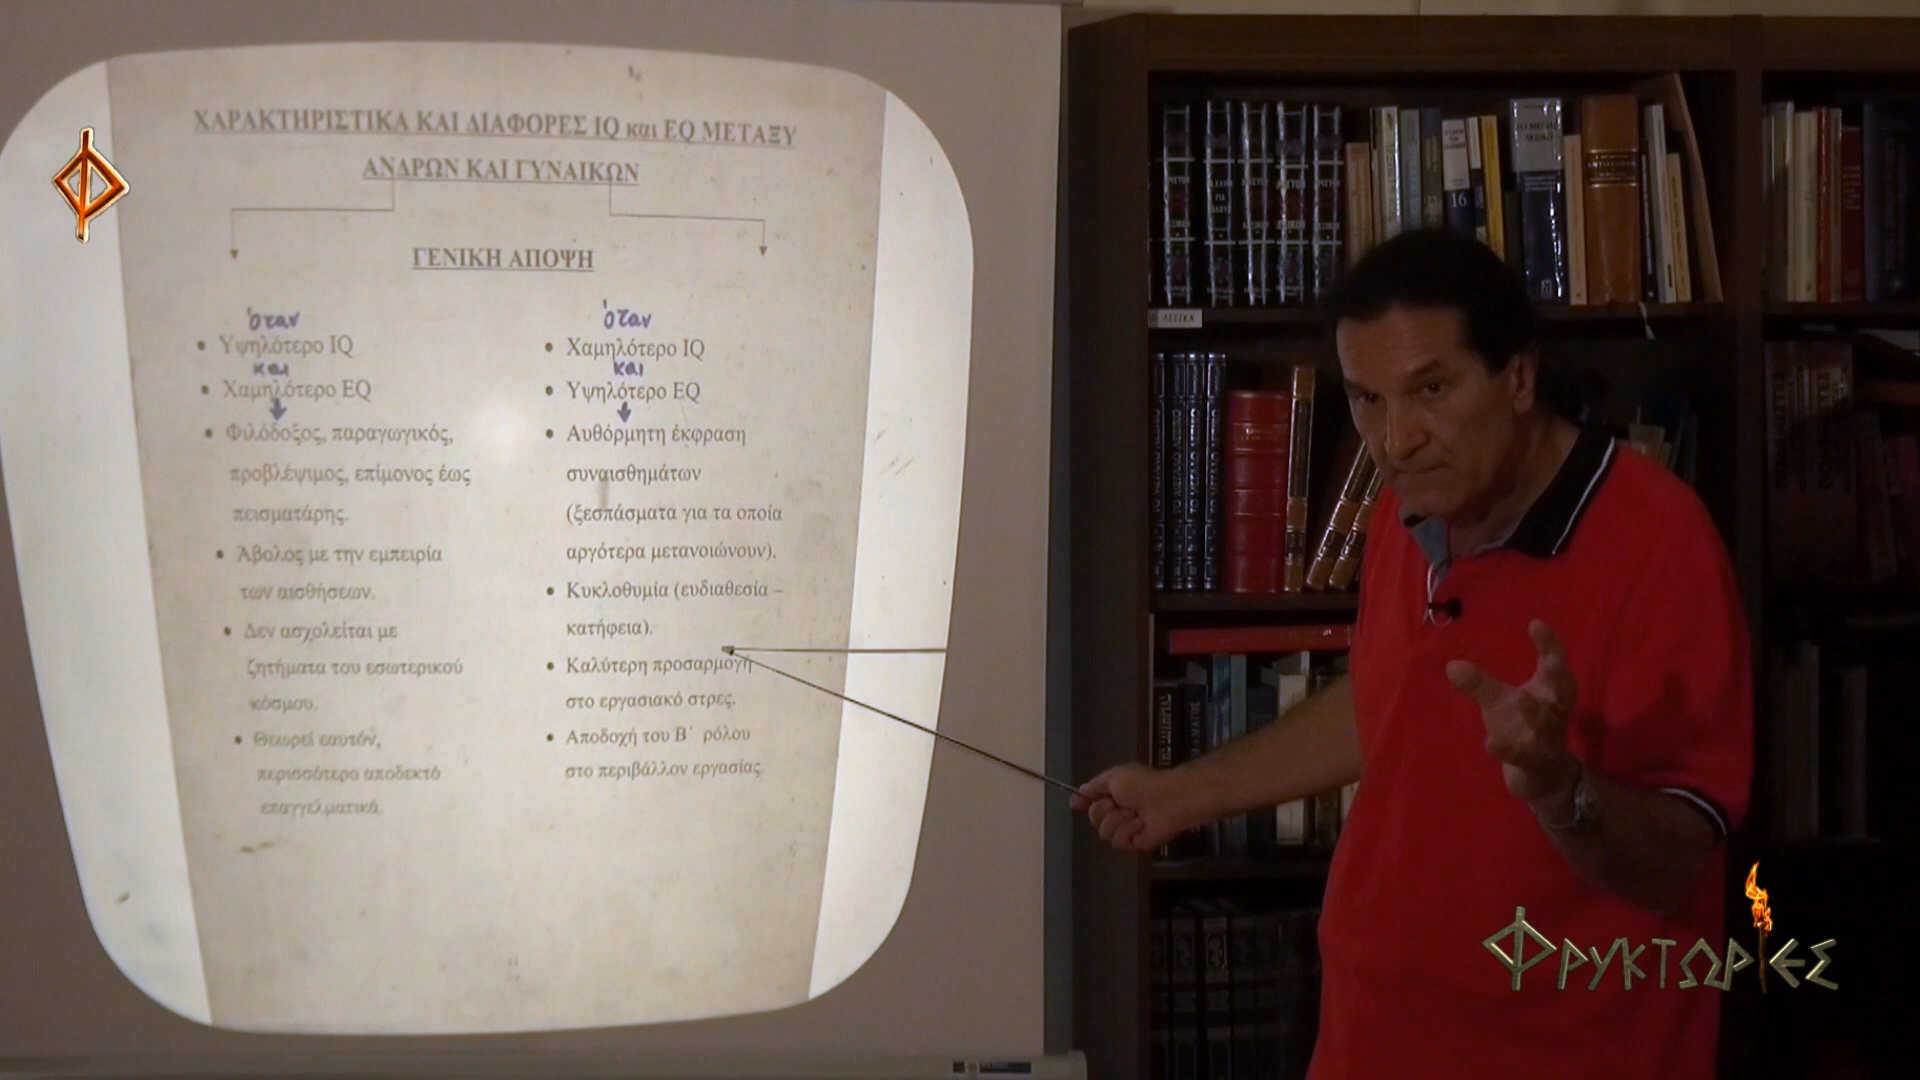 ΧΑΡΑΚΤΗΡΙΣΤΙΚΑ ΚΑΙ ΔΙΑΦΟΡΕΣ IQ και EQ ΜΕΤΑΞΥ
ΑΝΔΡΩΝ ΚΑΙ ΓΥΝΑΙΚΩΝ
ΓΕΝΙΚΗ ΑΠΟΨΗ
όταν
• Υψηλότερο IQ
και
• Χαμηλότερο EQ
• Φιλόδοξος, παραγωγικός,
προβλέψιμος, επίμονος έως
πεισματάρης.
• Άβολος με την εμπειρία
των αισθήσεων.
• Δεν ασχολείται με
ζητήματα του εσωτερικού
κόσμου.
• Θεωρεί εαυτόν,
περισσότερο αποδεκτό
επαγγελματικά.
όταν
• Χαμηλότερο IQ
και
• Υψηλότερο EQ
• Αυθόρμητη έκφραση
συναισθημάτων
(ξεσπάσματα για τα οποία
αργότερα μετανοιώνουν).
• Κυκλοθυμία (ευδιαθεσία –
κατήφεια).
• Καλύτερη προσαρμογή
στο εργασιακό στρες.
• Αποδοχή του Β΄ ρόλου
στο περιβάλλον εργασίας.
16
ΛΕΞΙΚΑ
ΦΡΥΚΤΩΡΙΕΣ